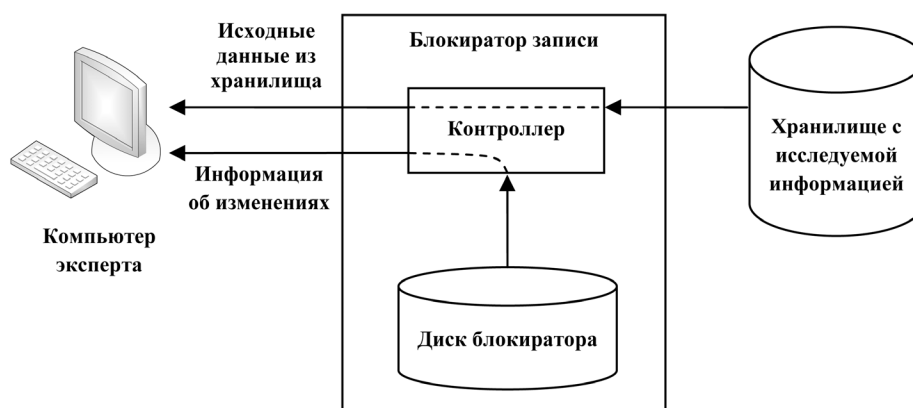 Исходные
данные из
хранилища
Блокиратор записи
Контроллер
Хранилище с
исследуемой
информацией
Информация
об изменениях
Компьютер
эксперта
Диск блокиратора